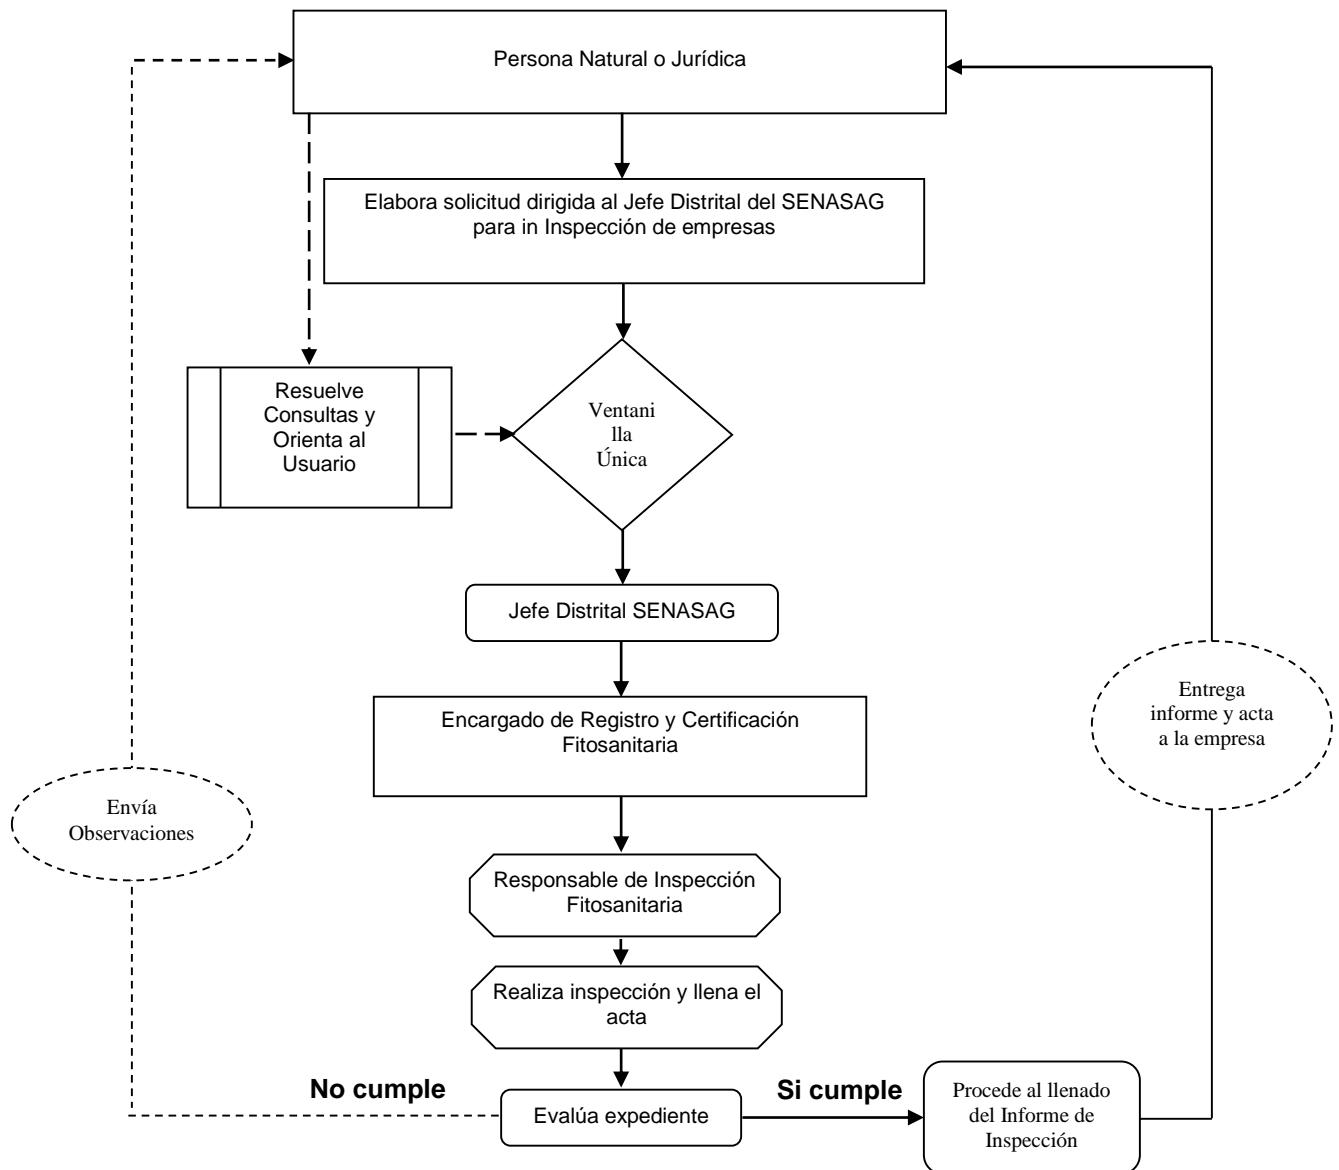 Persona Natural o Jurídica
Elabora solicitud dirigida al Jefe Distrital del SENASAG
para in Inspección de empresas
Resuelve
Consultas y
Orienta al
Usuario
Ventani
lla
Única
Jefe Distrital SENASAG
Encargado de Registro y Certificación
Fitosanitaria
Entrega
informe y acta
a la empresa
Envía
Observaciones
Responsable de Inspección
Fitosanitaria
Realiza inspección y llena el
acta
No cumple
Evalúa expediente
Si cumple
Procede al llenado
del Informe de
Inspección